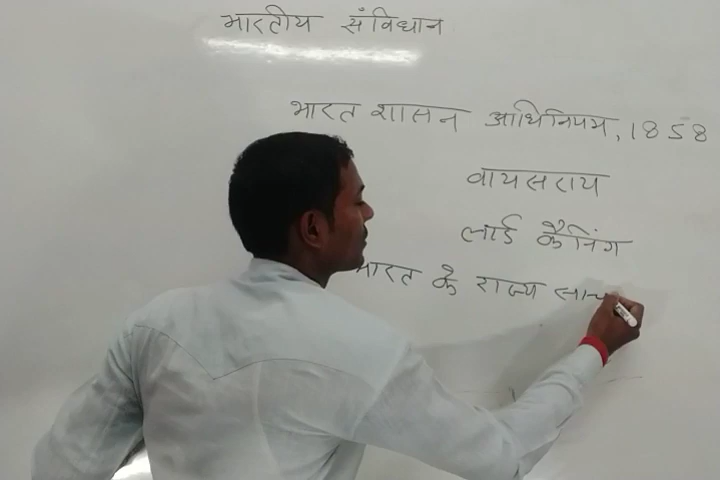 भारतीय संविधान
भारत शासन अधिनियम, 1858
वायसराय
लार्ड कैनिंग
भारत के राज्य